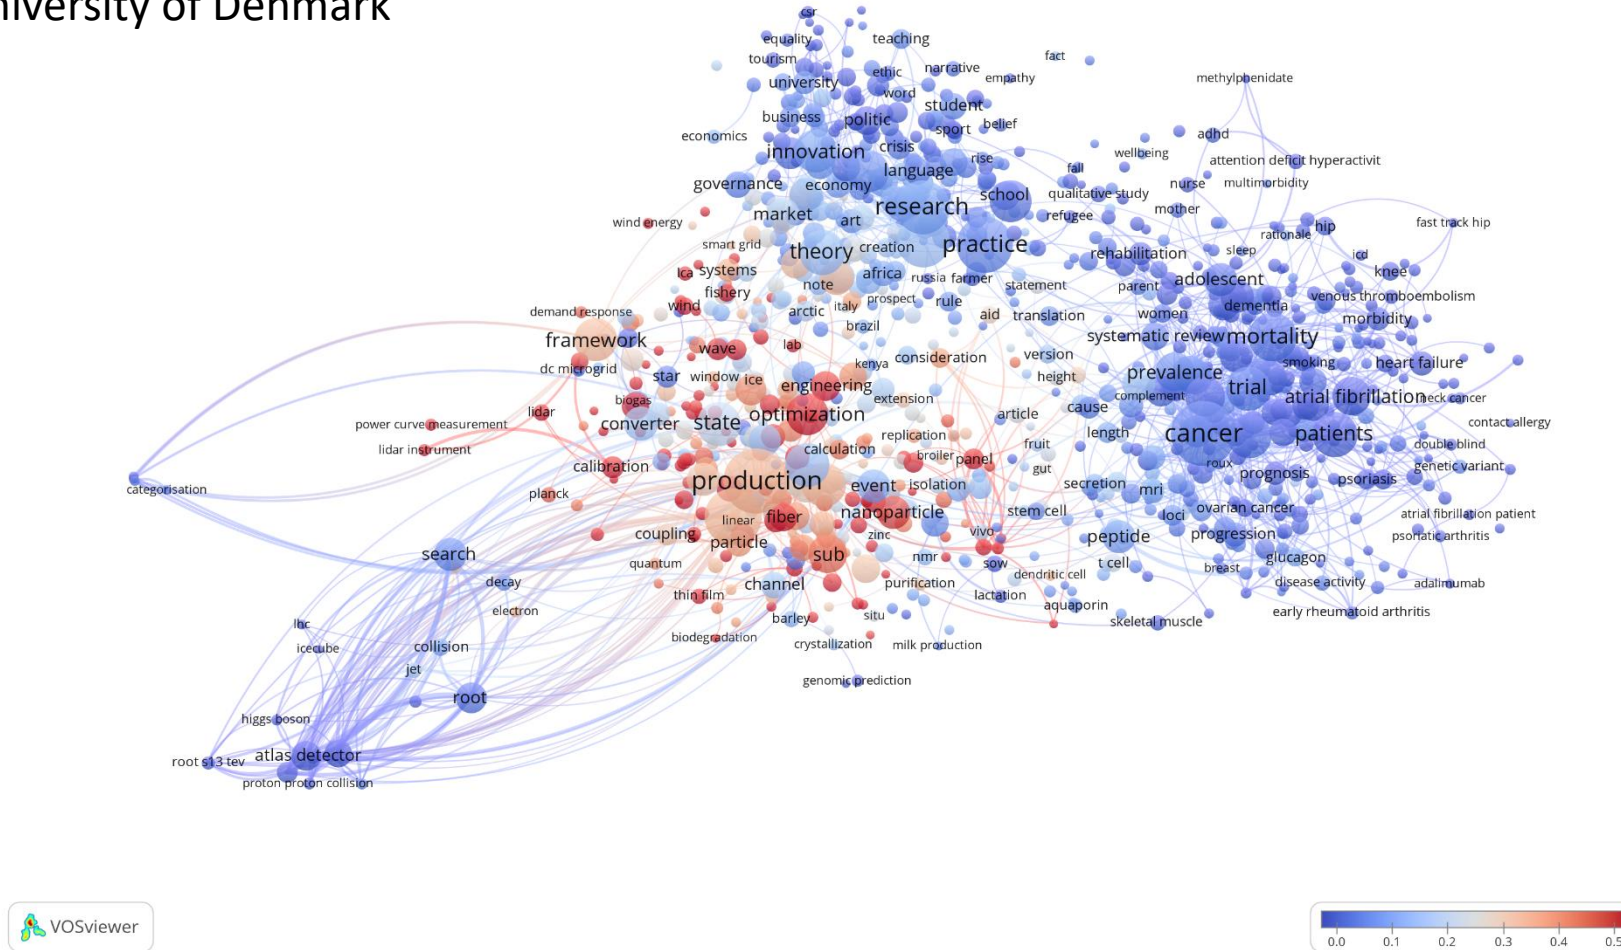 niversity of Denmark
csr
equality
teaching
tourism
fact
ethic
narrative
empathy
methylphenidate
university
word
student
business
politic
sport
belief
economics
adhd
innovation
crisis
language
rise
wellbeing
attention deficit hyperactivit
fall
governance
economy
school
qualitative study
nurse
multimorbidity
research
market
art
refugee
mother
wind energy
hip
fast track hip
rationale
smart grid
theory
creation
practice
rehabilitation
sleep
icd
lca
systems
africa
russia
farmer
statement
parent
adolescent
knee
note
fishery
wind
prospect
rule
italy
arctic
aid
translation
women
dementia
venous thromboembolism
morbidity
demand response
brazil
framework
systematic review
mortality
wave
lab
consideration
version
smoking
heart failure
dc microgrid
kenya
star
window
ice
engineering
height
prevalence
trial
complement
atrial fibrillation
neck cancer
biogas
extension
lidar
optimization
article
cause
power curve measurement
converter
state
contact allergy
replication
length
cancer
patients
lidar instrument
calculation
fruit
double blind
calibration
broiler
panel
gut
roux
prognosis
genetic variant
production
event
isolation
secretion
mri
psoriasis
categorisation
planck
linear
fiber
nanoparticle
stem cell
loci
ovarian cancer
atrial fibrillation patient
coupling
particle
zinc
vivo
peptide
progression
psoriatic arthritis
search
quantum
sub
nmr
sow
t cell
glucagon
decay
channel
purification
dendritic cell
breast
disease activity
adalimumab
thin film
lactation
aquaporin
electron
barley
situ
early rheumatoid arthritis
lhc
skeletal muscle
biodegradation
icecube
collision
crystallization
milk production
jet
genomic prediction
root
higgs boson
root s13 tev
atlas detector
proton proton collision
VOSviewer
0.0
0.1
0.2
0.3
0.4